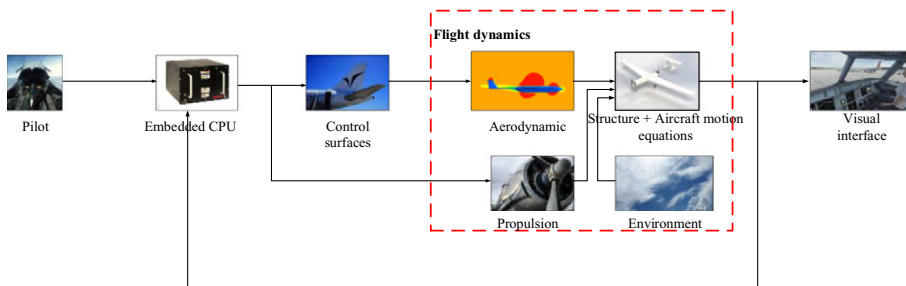 Flight dynamics
Pilot
Embedded CPU
Control
surfaces
Aerodynamic
Structure + Aircraft motion
equations
Visual
interface
Propulsion
Environment